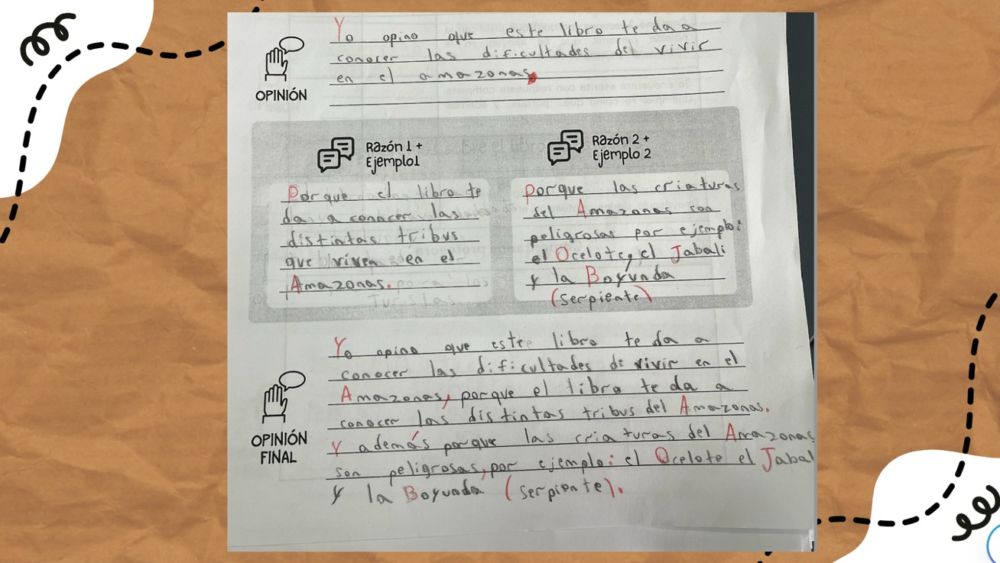 Yo opino que este libro te da a
conocer las dificultades del vivir
en el amazonas
OPINIÓN
Razón 1 +
Ejemplo1
Porque el libro te
da a conocer las
distintas tribus
que viven en el
Amazonas.
Razón 2 +
Ejemplo 2
Porque las criaturas
del Amazonas son
peligrosas por ejemplo:
el Ocelote, el Jabali
y la Boyunda
(serpiente)
Yo opino que este libro te da a
conocer las dificultades de vivir en el
Amazonas, porque el libro te da a
conocer las distintas tribus del Amazonas.
Y además porque las criaturas del Amazonas
son peligrosas, por ejemplo: el Ocelote el Jabal
y la Boyunda (serpiente).
OPINIÓN
FINAL